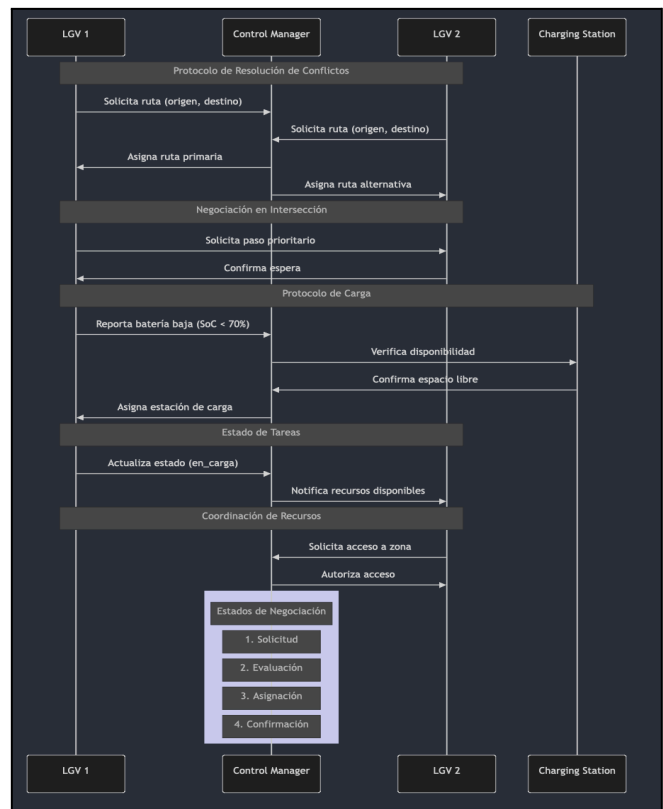 LGV 1
Control Manager
LGV 2
Charging Station
Protocolo de Resolución de Conflictos
Solicita ruta (origen, destino)
Solicita ruta (origen, destino)
Asigna ruta primaria
Asigna ruta alternativa
Negociación en Intersección
Solicita paso prioritario
Confirma espera
Protocolo de Carga
Reporta batería baja (SoC < 70%)
Verifica disponibilidad
Confirma espacio libre
Asigna estación de carga
Estado de Tareas
Actualiza estado (en_carga)
Notifica recursos disponibles
Coordinación de Recursos
Solicita acceso a zona
Autoriza acceso
Estados de Negociación
1. Solicitud
2. Evaluación
3. Asignación
4. Confirmación
LGV 1
Control Manager
LGV 2
Charging Station